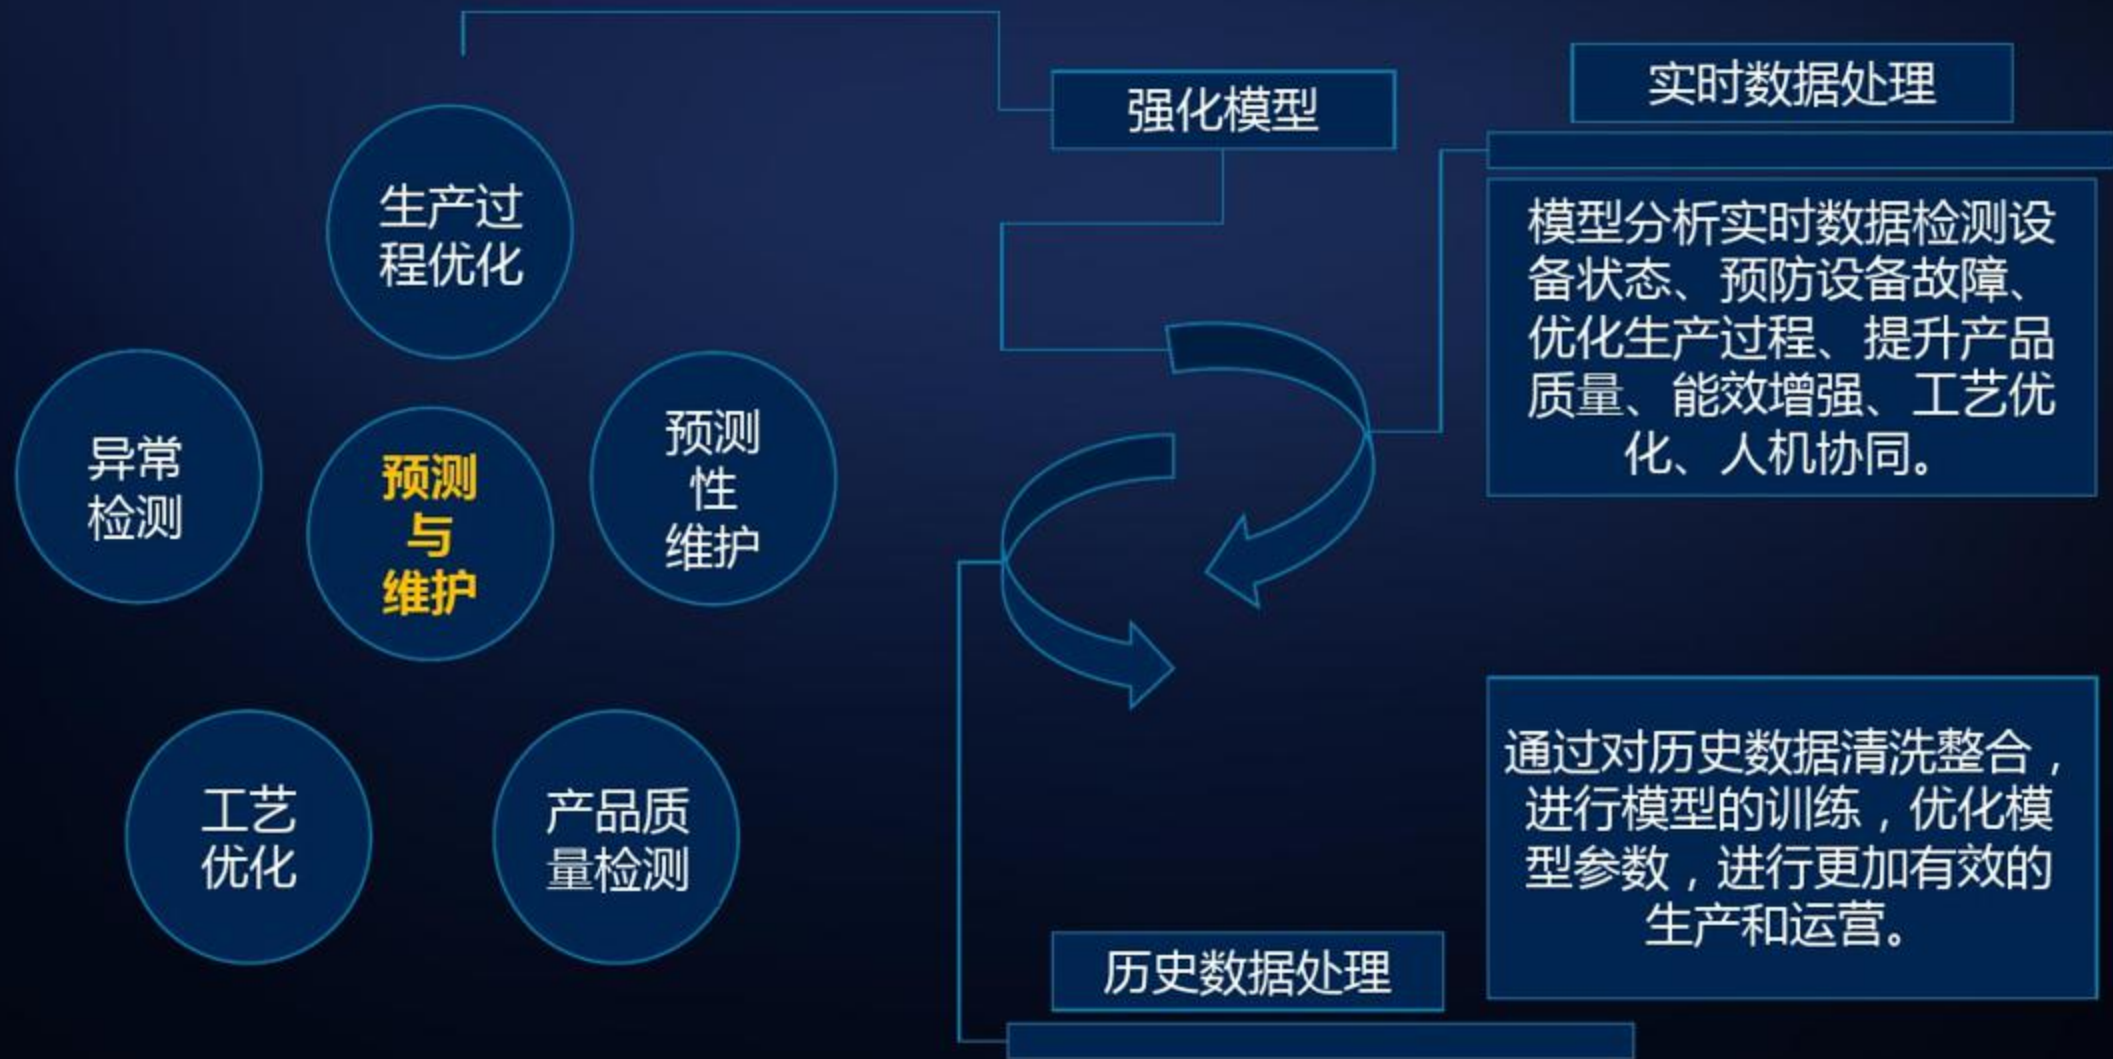 强化模型
实时数据处理
生产过
程优化
模型分析实时数据检测设
备状态、预防设备故障、
优化生产过程、提升产品
质量、能效增强、工艺优
化、人机协同。
异常
检测
预测
与
维护
预测
性
维护
工艺
优化
产品质
量检测
通过对历史数据清洗整合，
进行模型的训练，优化模
型参数，进行更加有效的
生产和运营。
历史数据处理